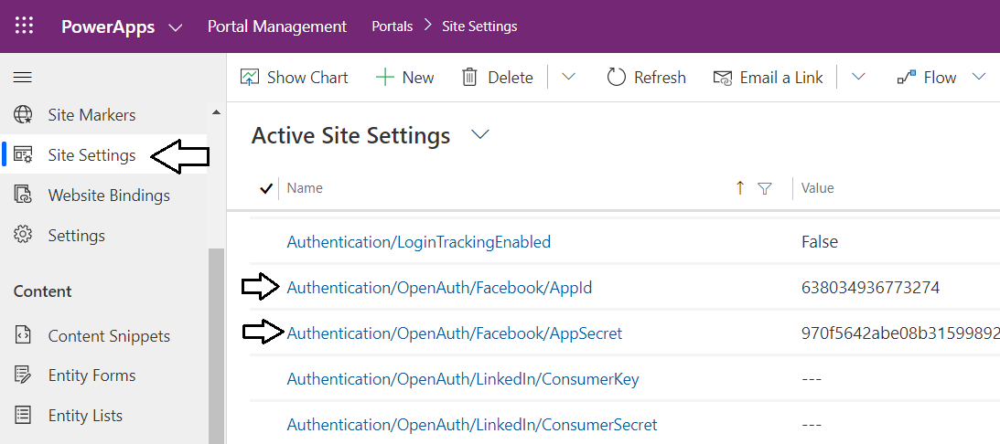 PowerApps Portal Management Portals > Site Settings
Show Chart New Delete Refresh Email a Link Flow
Site Markers
Site Settings
Website Bindings
Settings
Content
Content Snippets
Entity Forms
Entity Lists
Active Site Settings
Name Value
Authentication/LoginTrackingEnabled False
Authentication/OpenAuth/Facebook/AppId 638034936773274
Authentication/OpenAuth/Facebook/AppSecret 970f5642abe08b31599892
Authentication/OpenAuth/LinkedIn/ConsumerKey ---
Authentication/OpenAuth/LinkedIn/ConsumerSecret ---